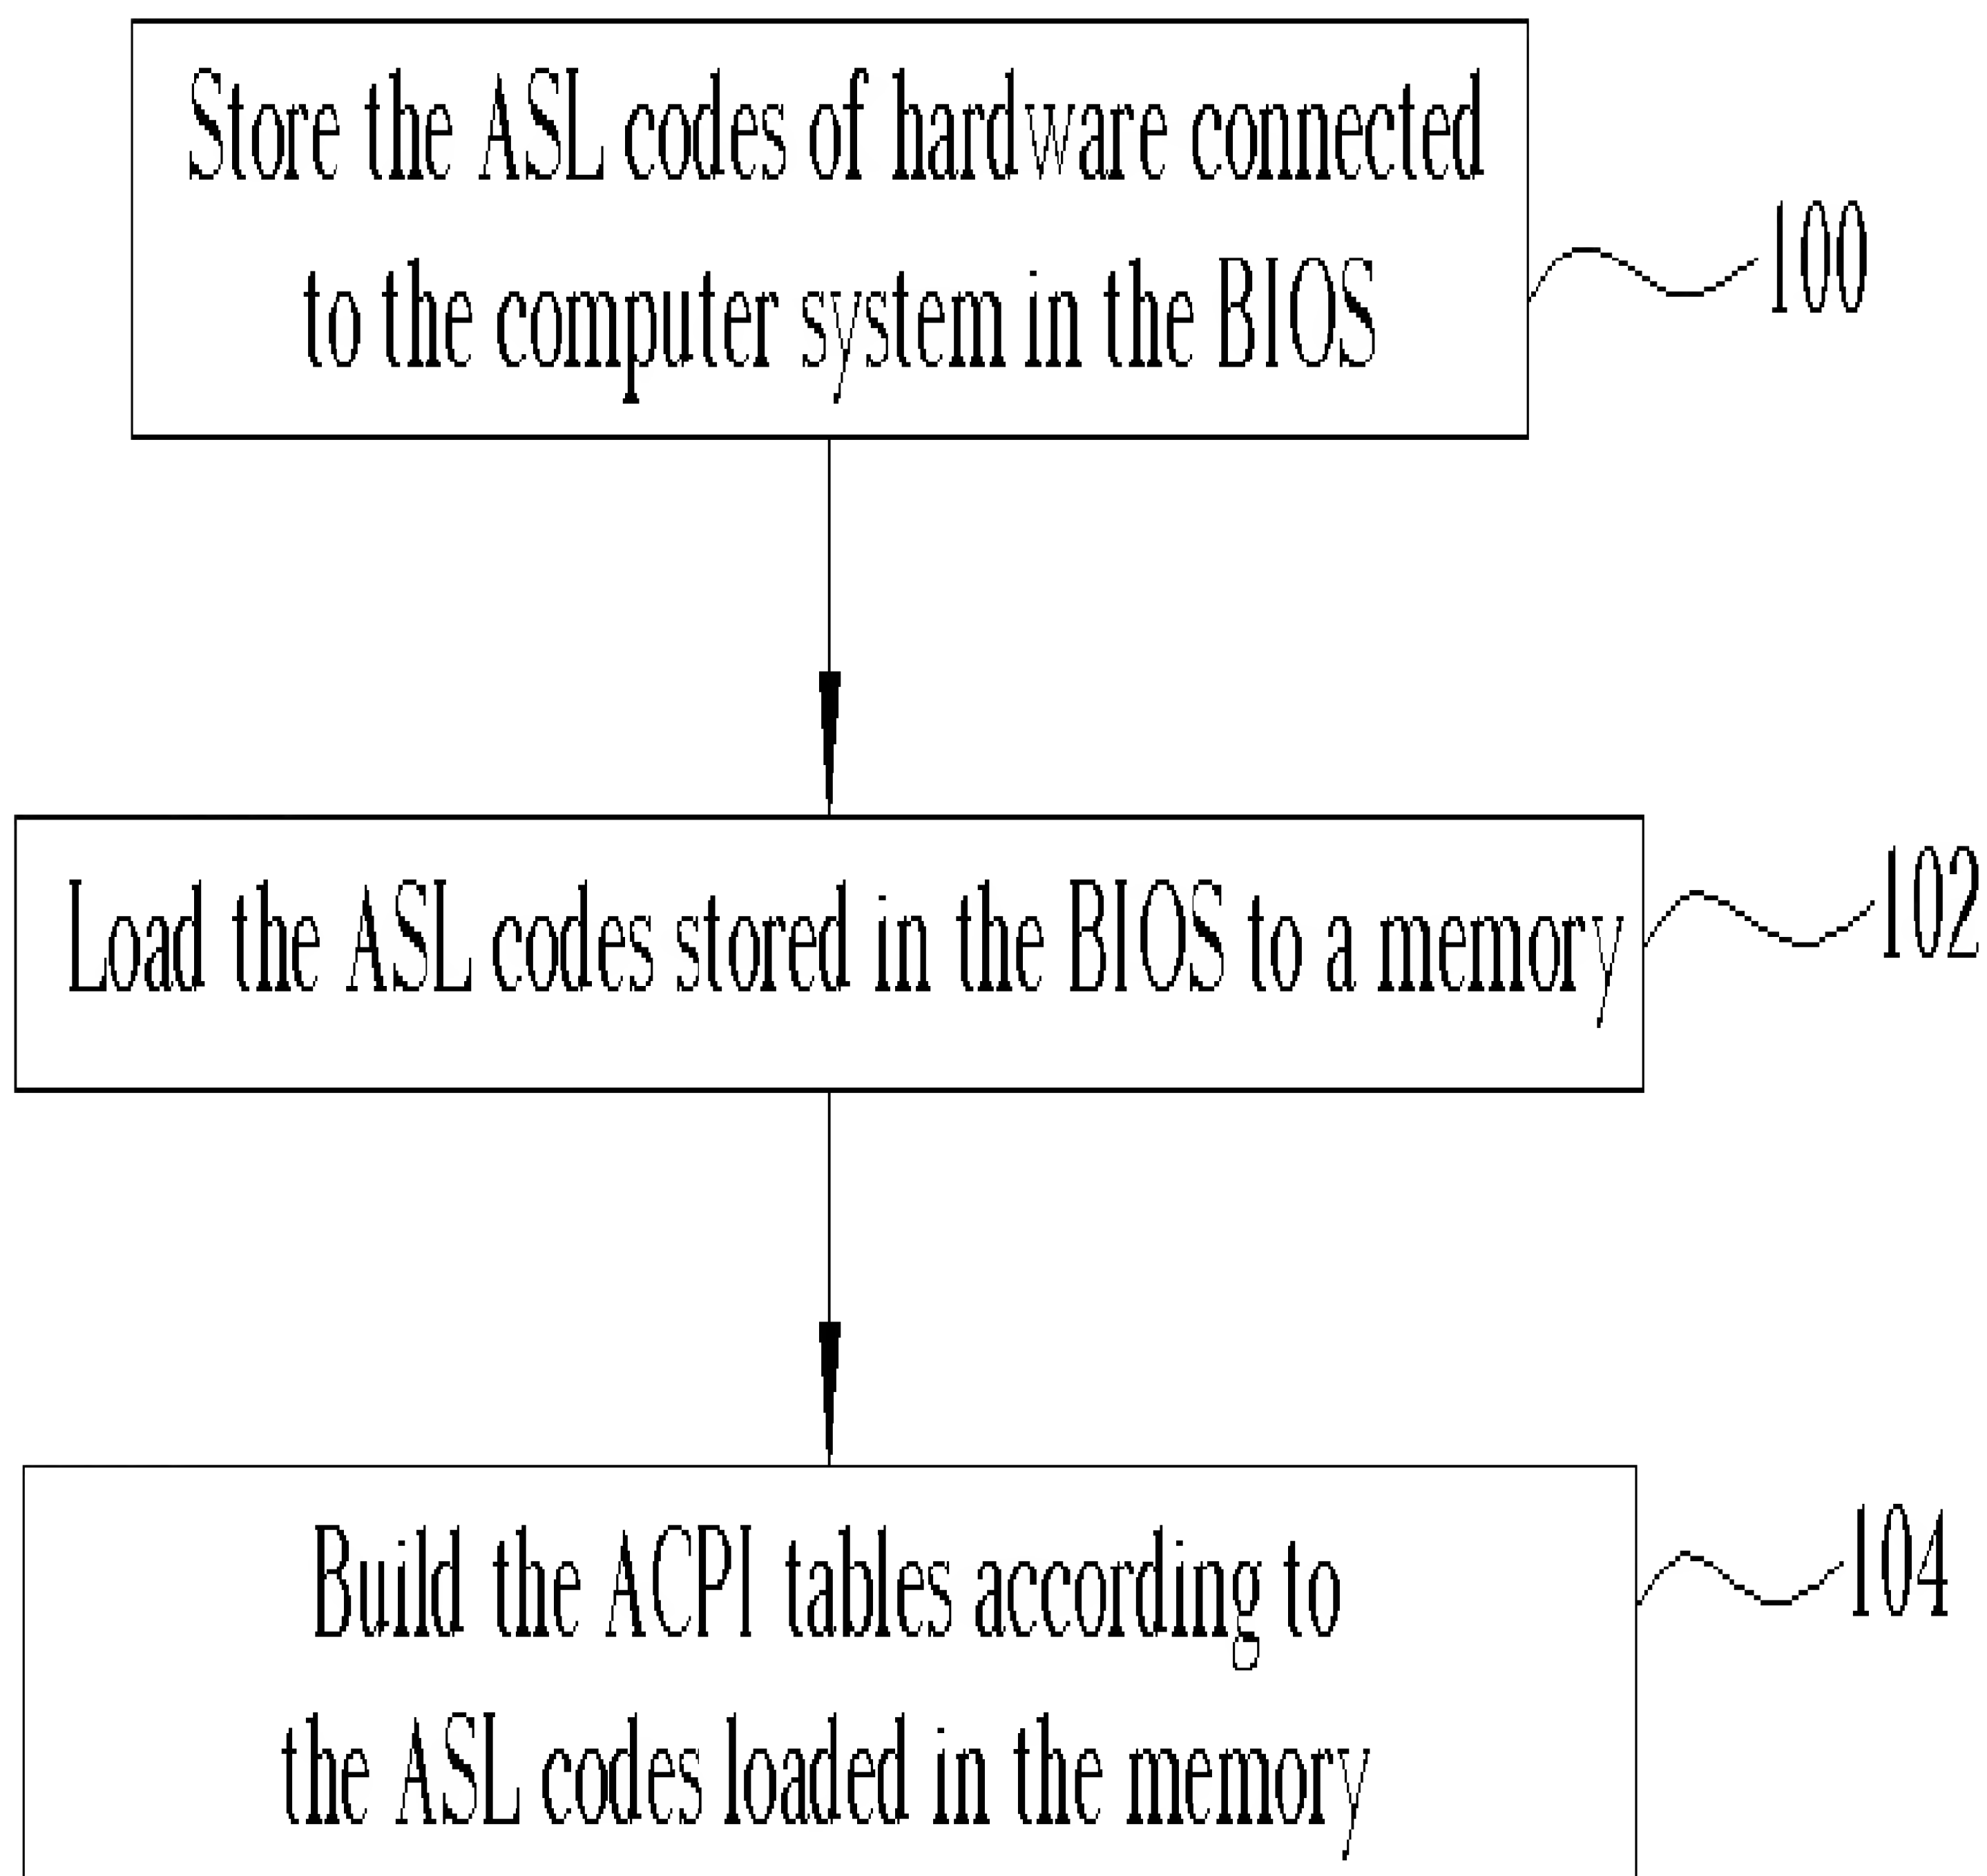 Store the ASL codes of hardware connected
to the computer system in the BIOS
100
Load the ASL codes stored in the BIOS to a memory
102
Build the ACPI tables according to
the ASL codes loaded in the memory
104